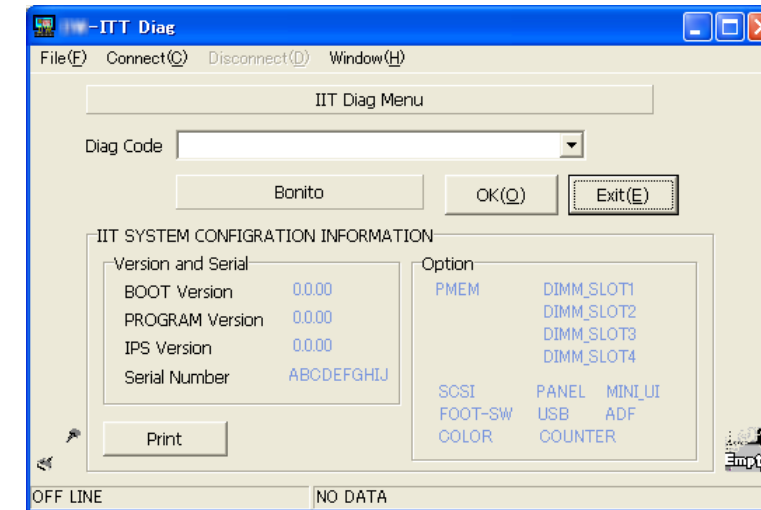 -ITT Diag
File(F) Connect(C) Disconnect(D) Window(H)
IIT Diag Menu
Diag Code
Bonito OK(O) Exit(E)
IIT SYSTEM CONFIGRATION INFORMATION
Version and Serial
BOOT Version 0.0.00
PROGRAM Version 0.0.00
IPS Version 0.0.00
Serial Number ABCDEFGHIJ
Option
PMEM DIMM_SLOT1
DIMM_SLOT2
DIMM_SLOT3
DIMM_SLOT4
SCSI PANEL MINI_UI
FOOT-SW USB ADF
COLOR COUNTER
Print
OFF LINE NO DATA